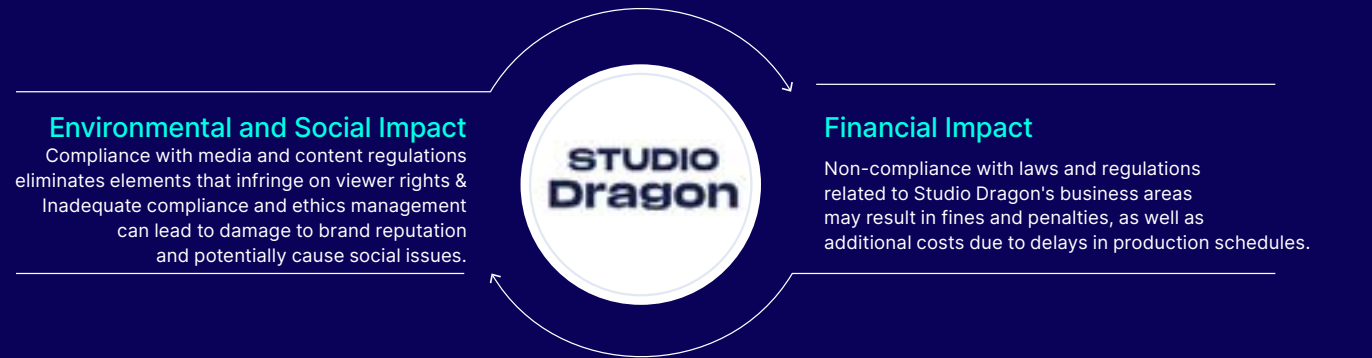 Environmental and Social Impact
Compliance with media and content regulations
eliminates elements that infringe on viewer rights &
Inadequate compliance and ethics management
can lead to damage to brand reputation
and potentially cause social issues.
STUDIO
Dragon
Financial Impact
Non-compliance with laws and regulations
related to Studio Dragon's business areas
may result in fines and penalties, as well as
additional costs due to delays in production schedules.